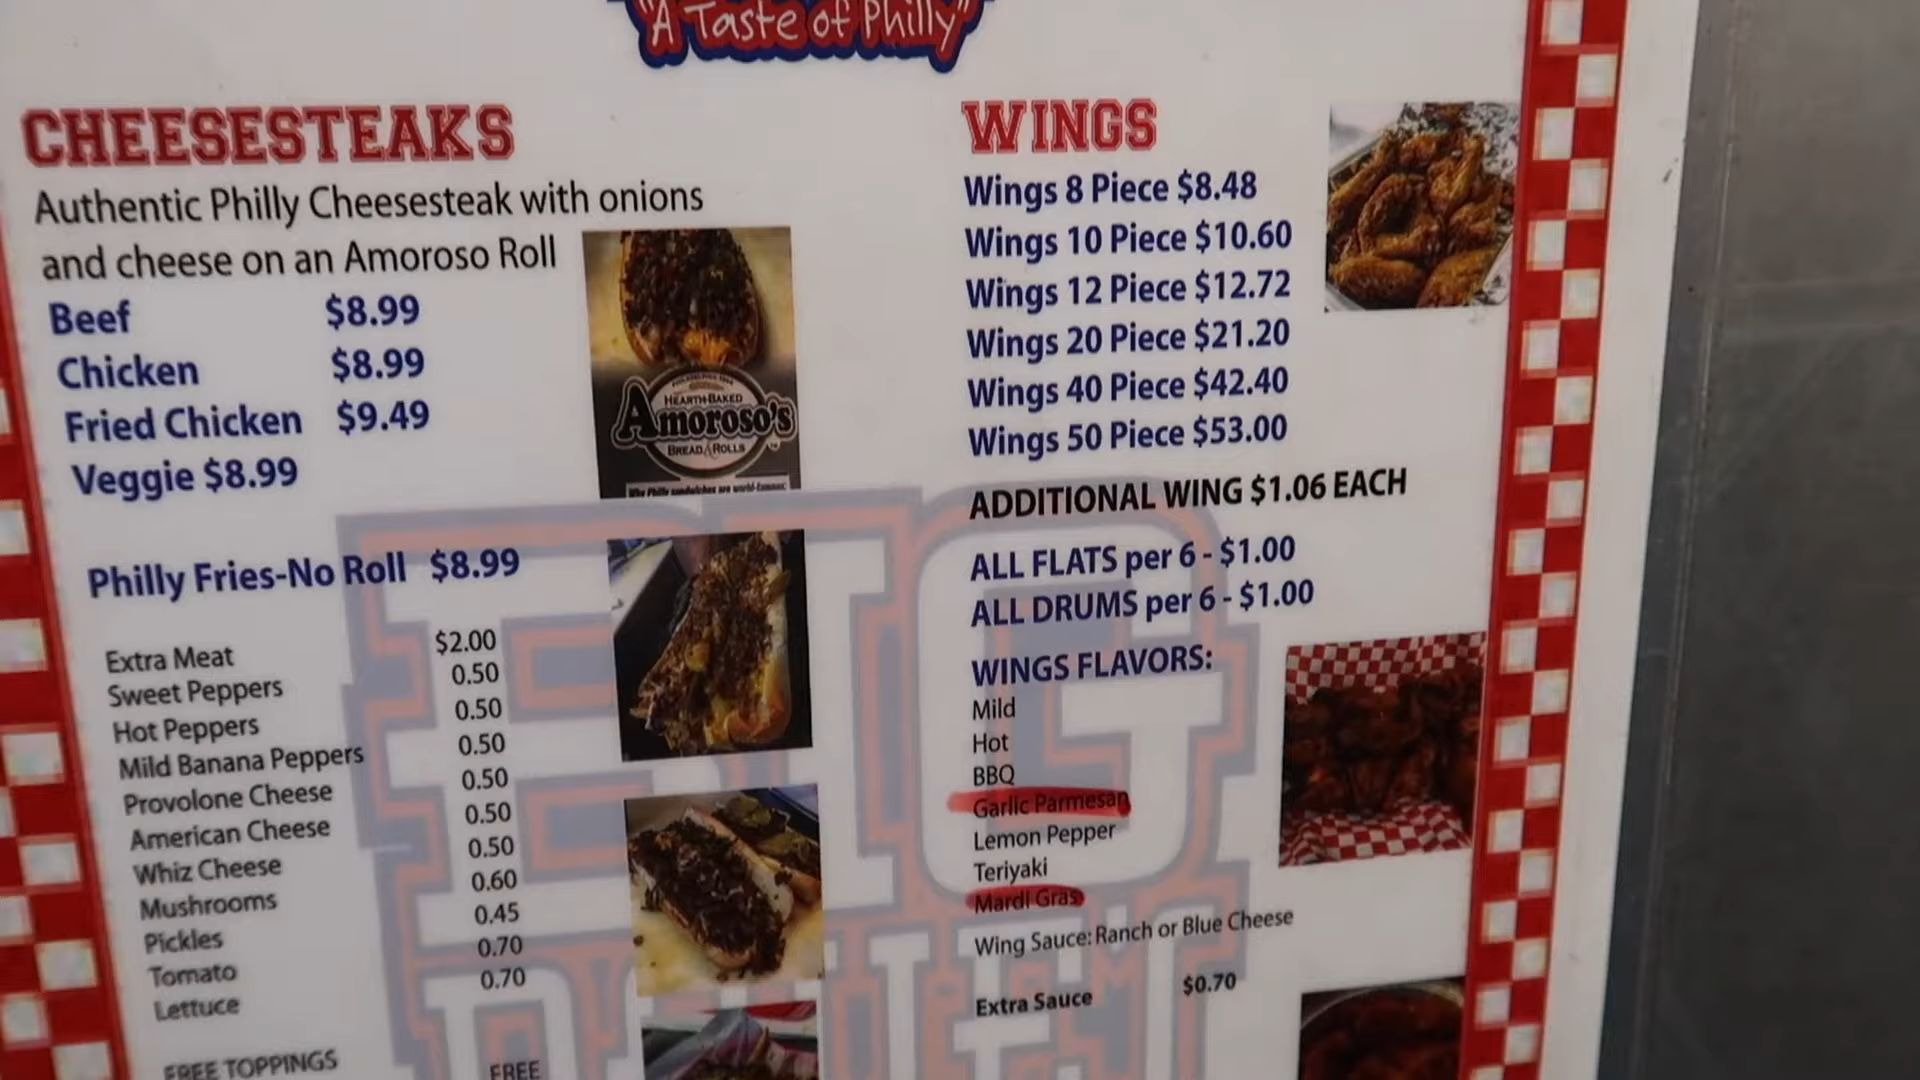 "A Taste of Philly"
CHEESESTEAKS
Authentic Philly Cheesesteak with onions
and cheese on an Amoroso Roll
Beef $8.99
Chicken $8.99
Fried Chicken $9.49
Veggie $8.99
Philly Fries-No Roll $8.99
Extra Meat $2.00
Sweet Peppers 0.50
Hot Peppers 0.50
Mild Banana Peppers 0.50
Provolone Cheese 0.50
American Cheese 0.50
Whiz Cheese 0.50
Mushrooms 0.60
Pickles 0.45
Tomato 0.70
Lettuce 0.70
FREE TOPPINGS FREE
HEARTH-BAKED
Amoroso's
BREAD & ROLLS
Why Philly sandwiches are world-famous.
WINGS
Wings 8 Piece $8.48
Wings 10 Piece $10.60
Wings 12 Piece $12.72
Wings 20 Piece $21.20
Wings 40 Piece $42.40
Wings 50 Piece $53.00
ADDITIONAL WING $1.06 EACH
ALL FLATS per 6 - $1.00
ALL DRUMS per 6 - $1.00
WINGS FLAVORS:
Mild
Hot
BBQ
Garlic Parmesan
Lemon Pepper
Teriyaki
Mardi Gras
Wing Sauce: Ranch or Blue Cheese
Extra Sauce $0.70
BIG